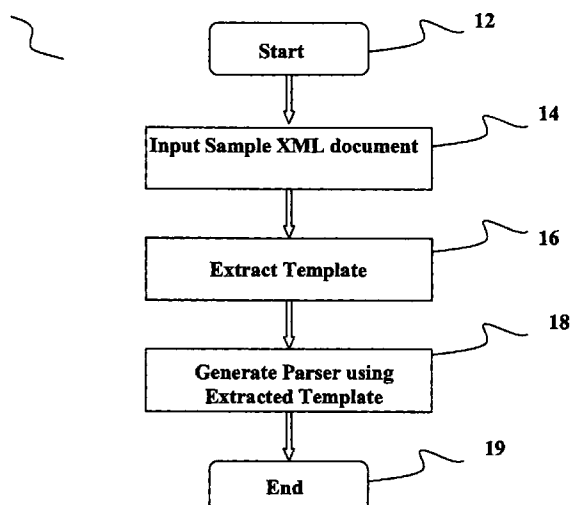 12
Start
14
Input Sample XML document
16
Extract Template
18
Generate Parser using
Extracted Template
19
End